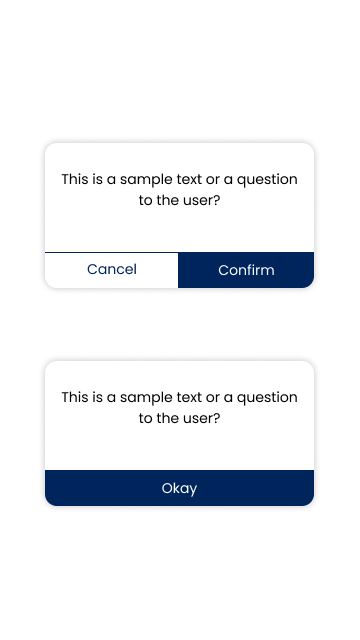 This is a sample text or a question
to the user?
Cancel Confirm
This is a sample text or a question
to the user?
Okay